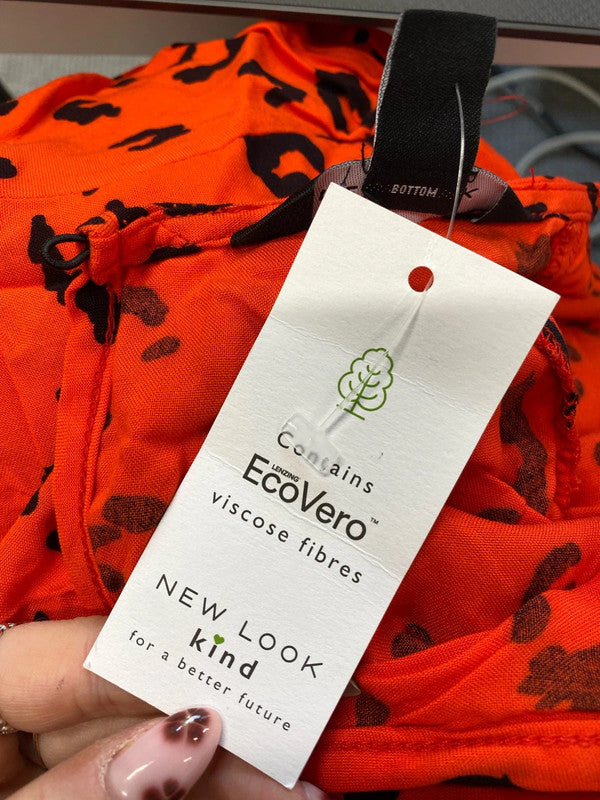 BOTTOM
Contains
LENZING
EcoVero™
viscose fibres
NEW LOOK
kind
for a better future